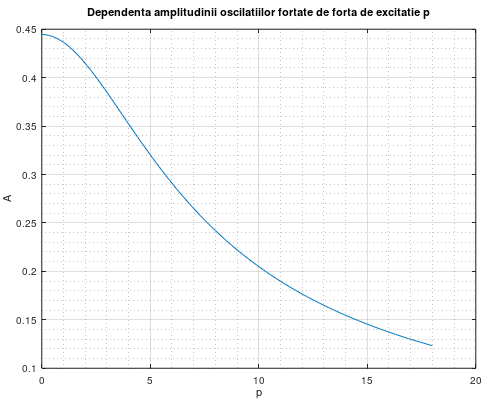 Dependenta amplitudinii oscilatiilor fortate de forta de excitatie p
0.45
0.4
0.35
0.3
0.25
0.2
0.15
0.1
A
0 5 10 15 20
p